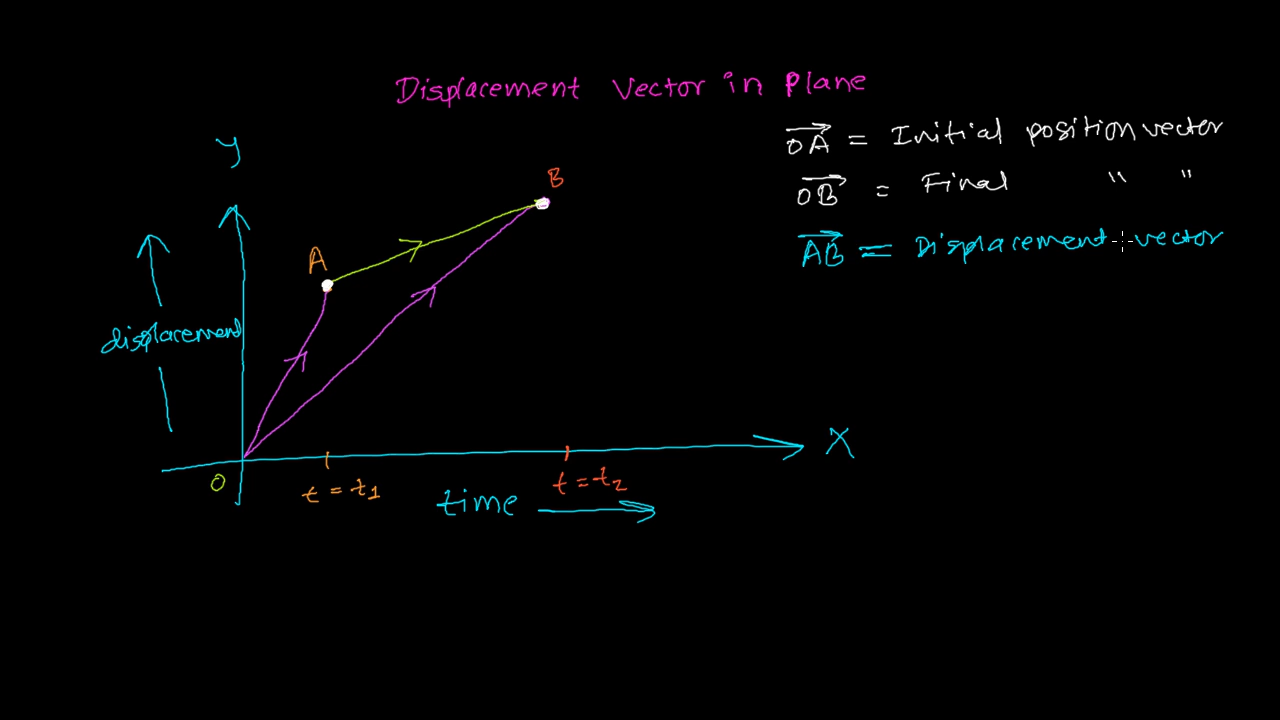 Displacement Vector in Plane
OA = Initial position vector
OB = Final " "
AB = Displacement vector
y
B
A
displacement
X
O
t = t1
t = t2
time